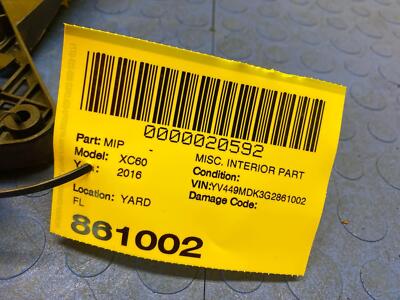 0000020592
Part: MIP - MISC. INTERIOR PART
Model: XC60 Condition:
2016 VIN:YV449MDK3G2861002
Damage Code:
Location: YARD
FL
861002